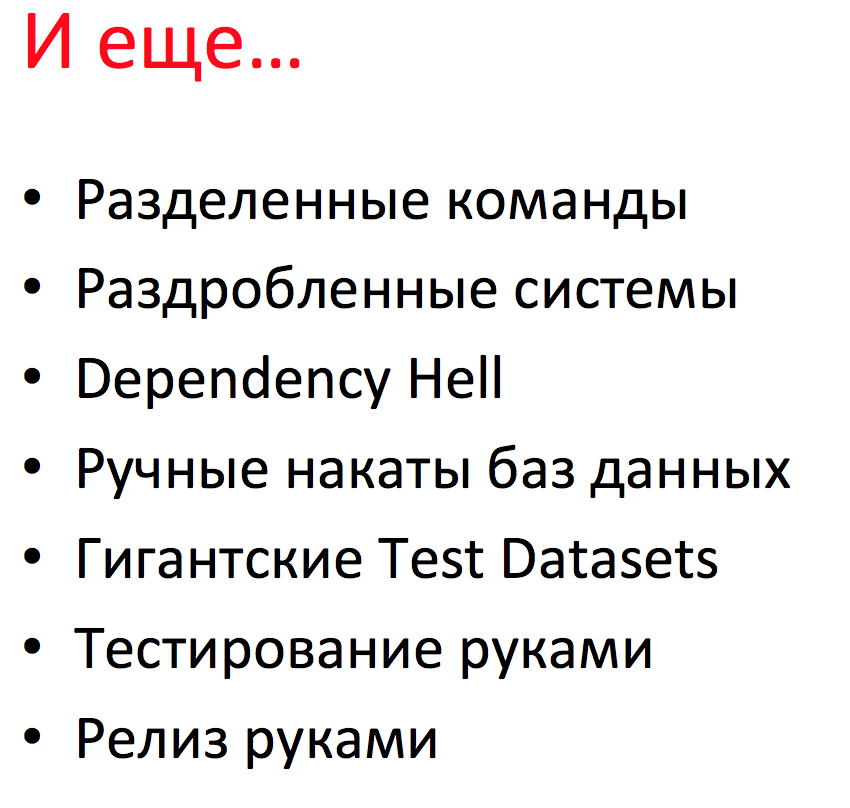 И еще...
• Разделенные команды
• Раздробленные системы
• Dependency Hell
• Ручные накаты баз данных
• Гигантские Test Datasets
• Тестирование руками
• Релиз руками